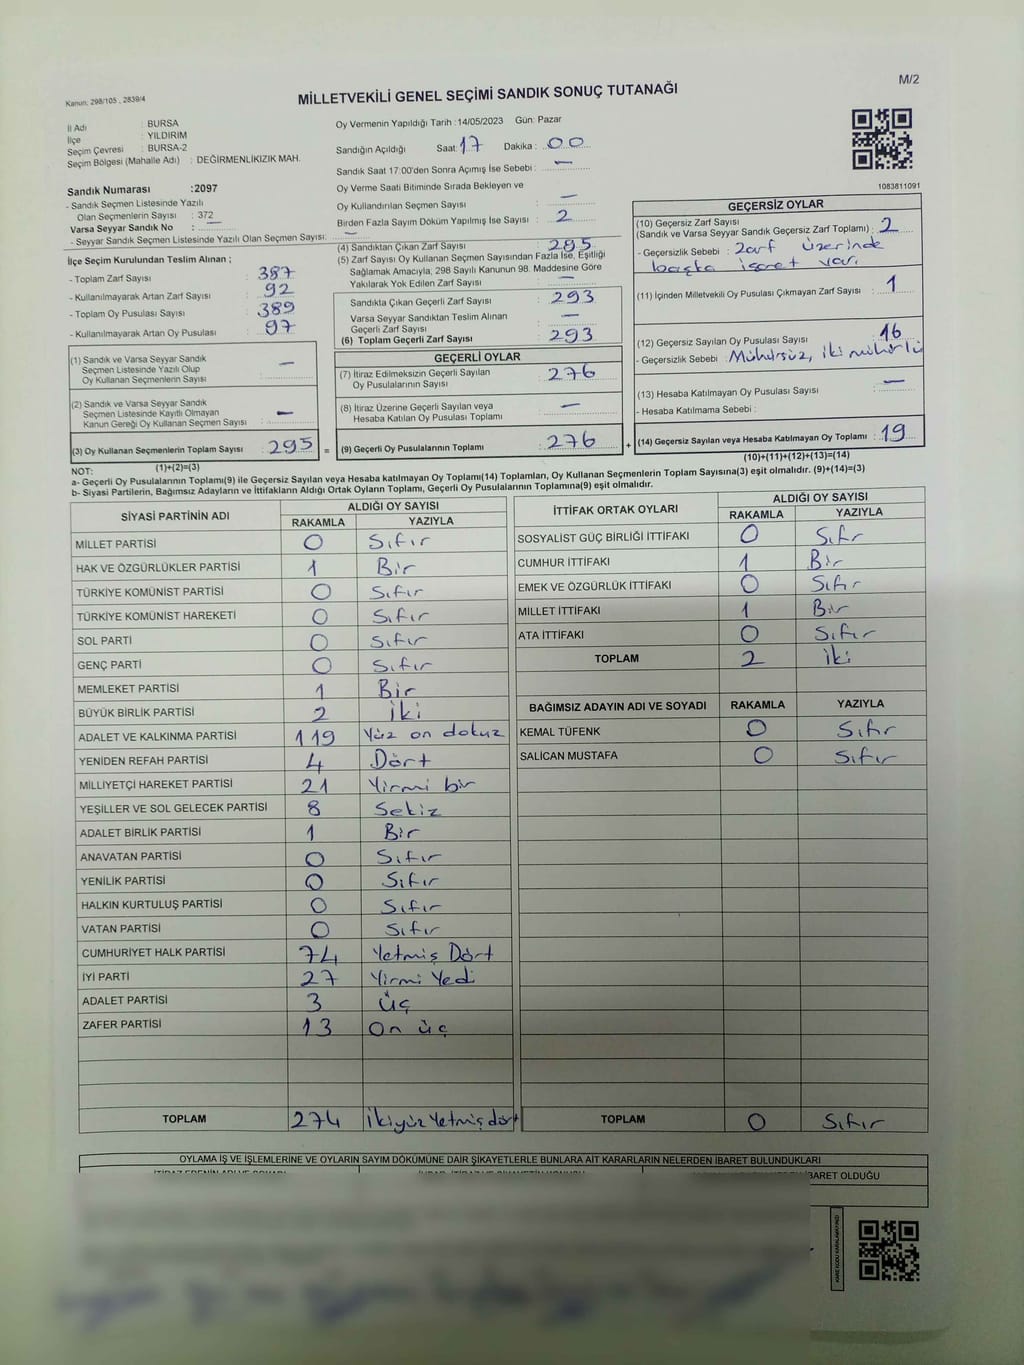 M/2
Kanun: 298/105 , 2839/4
MİLLETVEKİLİ GENEL SEÇİMİ SANDIK SONUÇ TUTANAĞI
İl Adı : BURSA
İlçe : YILDIRIM
Seçim Çevresi : BURSA-2
Seçim Bölgesi (Mahalle Adı) : DEĞİRMENLİKIZIK MAH.
Sandık Numarası :2097
- Sandık Seçmen Listesinde Yazılı
Olan Seçmenlerin Sayısı : 372
Varsa Seyyar Sandık No : —
- Seyyar Sandık Seçmen Listesinde Yazılı Olan Seçmen Sayısı: —
Oy Vermenin Yapıldığı Tarih :14/05/2023 Gün: Pazar
Sandığın Açıldığı Saat: 17 Dakika : 00
Sandık Saat 17:00'den Sonra Açımış İse Sebebi : —
Oy Verme Saati Bitiminde Sırada Bekleyen ve
Oy Kullandırılan Seçmen Sayısı : —
Birden Fazla Sayım Döküm Yapılmış İse Sayısı : 2
1083811091
İlçe Seçim Kurulundan Teslim Alınan ;
- Toplam Zarf Sayısı : 387
- Kullanılmayarak Artan Zarf Sayısı : 92
- Toplam Oy Pusulası Sayısı : 389
- Kullanılmayarak Artan Oy Pusulası : 97
(4) Sandıktan Çıkan Zarf Sayısı : 295
(5) Zarf Sayısı Oy Kullanan Seçmen Sayısından Fazla İse, Eşitliği
Sağlamak Amacıyla, 298 Sayılı Kanunun 98. Maddesine Göre
Yakılarak Yok Edilen Zarf Sayısı : —
Sandıkta Çıkan Geçerli Zarf Sayısı : 293
Varsa Seyyar Sandıktan Teslim Alınan
Geçerli Zarf Sayısı : —
(6) Toplam Geçerli Zarf Sayısı : 293
GEÇERSİZ OYLAR
(10) Geçersiz Zarf Sayısı
(Sandık ve Varsa Seyyar Sandık Geçersiz Zarf Toplamı) : 2
- Geçersizlik Sebebi : Zarf üzerinde
başka işaret var.
(11) İçinden Milletvekili Oy Pusulası Çıkmayan Zarf Sayısı : 1
(12) Geçersiz Sayılan Oy Pusulası Sayısı : 16
- Geçersizlik Sebebi : Mühürsüz, iki mühürlü
(13) Hesaba Katılmayan Oy Pusulası Sayısı : —
- Hesaba Katılmama Sebebi :
(14) Geçersiz Sayılan veya Hesaba Katılmayan Oy Toplamı : 19
(10)+(11)+(12)+(13)=(14)
(1) Sandık ve Varsa Seyyar Sandık
Seçmen Listesinde Yazılı Olup
Oy Kullanan Seçmenlerin Sayısı : —
(2) Sandık ve Varsa Seyyar Sandık
Seçmen Listesinde Kayıtlı Olmayan
Kanun Gereği Oy Kullanan Seçmen Sayısı : —
(3) Oy Kullanan Seçmenlerin Toplam Sayısı : 295 =
(1)+(2)=(3)
GEÇERLİ OYLAR
(7) İtiraz Edilmeksizin Geçerli Sayılan
Oy Pusulalarının Sayısı : 276
(8) İtiraz Üzerine Geçerli Sayılan veya
Hesaba Katılan Oy Pusulası Toplamı : —
(9) Geçerli Oy Pusulalarının Toplamı : 276 +
NOT:
a- Geçerli Oy Pusulalarının Toplamı(9) ile Geçersiz Sayılan veya Hesaba katılmayan Oy Toplamı(14) Toplamları, Oy Kullanan Seçmenlerin Toplam Sayısına(3) eşit olmalıdır. (9)+(14)=(3)
b- Siyasi Partilerin, Bağımsız Adayların ve İttifakların Aldığı Ortak Oyların Toplamı, Geçerli Oy Pusulalarının Toplamına(9) eşit olmalıdır.
SİYASİ PARTİNİN ADI ALDIĞI OY SAYISI
RAKAMLA YAZIYLA
MİLLET PARTİSİ 0 Sıfır
HAK VE ÖZGÜRLÜKLER PARTİSİ 1 Bir
TÜRKİYE KOMÜNİST PARTİSİ 0 Sıfır
TÜRKİYE KOMÜNİST HAREKETİ 0 Sıfır
SOL PARTİ 0 Sıfır
GENÇ PARTİ 0 Sıfır
MEMLEKET PARTİSİ 1 Bir
BÜYÜK BİRLİK PARTİSİ 2 İki
ADALET VE KALKINMA PARTİSİ 119 Yüz on dokuz
YENİDEN REFAH PARTİSİ 4 Dört
MİLLİYETÇİ HAREKET PARTİSİ 21 Yirmi bir
YEŞİLLER VE SOL GELECEK PARTİSİ 8 Sekiz
ADALET BİRLİK PARTİSİ 1 Bir
ANAVATAN PARTİSİ 0 Sıfır
YENİLİK PARTİSİ 0 Sıfır
HALKIN KURTULUŞ PARTİSİ 0 Sıfır
VATAN PARTİSİ 0 Sıfır
CUMHURİYET HALK PARTİSİ 74 Yetmiş Dört
İYİ PARTİ 27 Yirmi Yedi
ADALET PARTİSİ 3 üç
ZAFER PARTİSİ 13 On üç
TOPLAM 274 İkiyüz Yetmişdört
İTTİFAK ORTAK OYLARI ALDIĞI OY SAYISI
RAKAMLA YAZIYLA
SOSYALİST GÜÇ BİRLİĞİ İTTİFAKI 0 Sıfır
CUMHUR İTTİFAKI 1 Bir
EMEK VE ÖZGÜRLÜK İTTİFAKI 0 Sıfır
MİLLET İTTİFAKI 1 Bir
ATA İTTİFAKI 0 Sıfır
TOPLAM 2 İki
BAĞIMSIZ ADAYIN ADI VE SOYADI RAKAMLA YAZIYLA
KEMAL TÜFENK 0 Sıfır
SALİCAN MUSTAFA 0 Sıfır
TOPLAM 0 Sıfır
OYLAMA İŞ VE İŞLEMLERİNE VE OYLARIN SAYIM DÖKÜMÜNE DAİR ŞİKAYETLERLE BUNLARA AİT KARARLARIN NELERDEN İBARET BULUNDUKLARI
BARET OLDUĞU